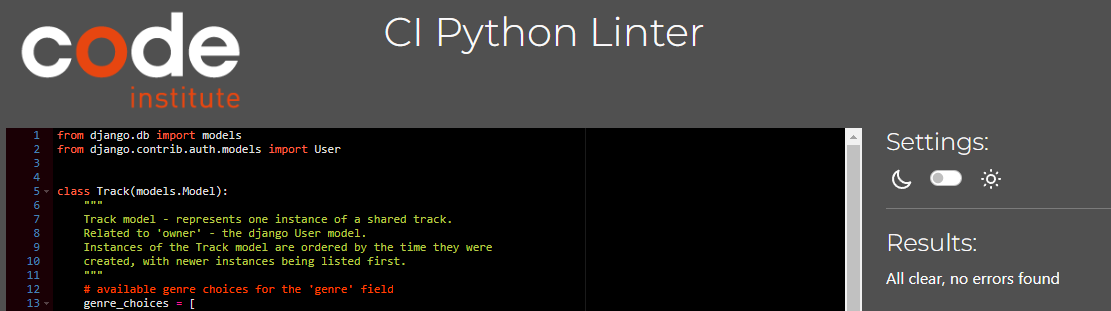 code
institute
CI Python Linter
1 from django.db import models
2 from django.contrib.auth.models import User
3
4
5 class Track(models.Model):
6 """
7 Track model - represents one instance of a shared track.
8 Related to 'owner' - the django User model.
9 Instances of the Track model are ordered by the time they were
10 created, with newer instances being listed first.
11 """
12 # available genre choices for the 'genre' field
13 genre_choices = [
Settings:
Results:
All clear, no errors found